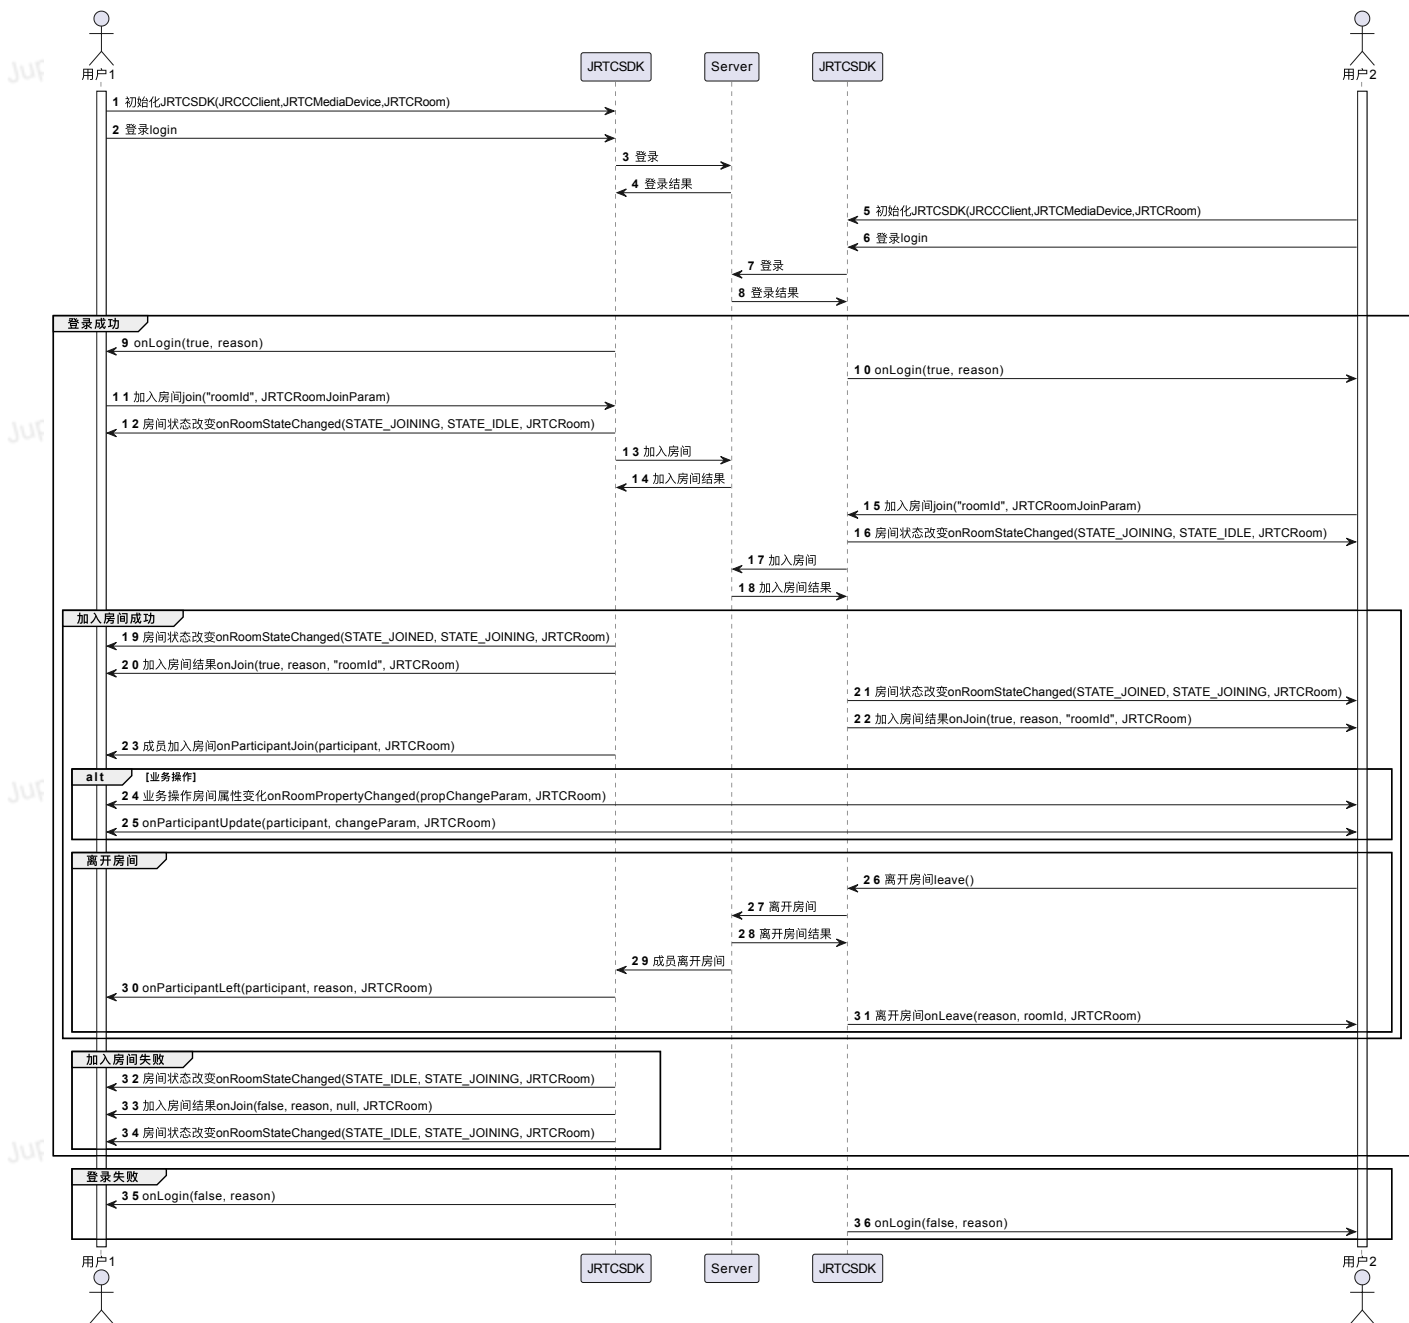 用户1
JRTCSDK
Server
JRTCSDK
用户2
1 初始化JRTCSDK(JRCCClient,JRTCMediaDevice,JRTCRoom)
2 登录login
3 登录
4 登录结果
5 初始化JRTCSDK(JRCCClient,JRTCMediaDevice,JRTCRoom)
6 登录login
7 登录
8 登录结果
登录成功
9 onLogin(true, reason)
10 onLogin(true, reason)
11 加入房间join("roomId", JRTCRoomJoinParam)
12 房间状态改变onRoomStateChanged(STATE_JOINING, STATE_IDLE, JRTCRoom)
13 加入房间
14 加入房间结果
15 加入房间join("roomId", JRTCRoomJoinParam)
16 房间状态改变onRoomStateChanged(STATE_JOINING, STATE_IDLE, JRTCRoom)
17 加入房间
18 加入房间结果
加入房间成功
19 房间状态改变onRoomStateChanged(STATE_JOINED, STATE_JOINING, JRTCRoom)
20 加入房间结果onJoin(true, reason, "roomId", JRTCRoom)
21 房间状态改变onRoomStateChanged(STATE_JOINED, STATE_JOINING, JRTCRoom)
22 加入房间结果onJoin(true, reason, "roomId", JRTCRoom)
23 成员加入房间onParticipantJoin(participant, JRTCRoom)
alt [业务操作]
24 业务操作房间属性变化onRoomPropertyChanged(propChangeParam, JRTCRoom)
25 onParticipantUpdate(participant, changeParam, JRTCRoom)
离开房间
26 离开房间leave()
27 离开房间
28 离开房间结果
29 成员离开房间
30 onParticipantLeft(participant, reason, JRTCRoom)
31 离开房间onLeave(reason, roomId, JRTCRoom)
加入房间失败
32 房间状态改变onRoomStateChanged(STATE_IDLE, STATE_JOINING, JRTCRoom)
33 加入房间结果onJoin(false, reason, null, JRTCRoom)
34 房间状态改变onRoomStateChanged(STATE_IDLE, STATE_JOINING, JRTCRoom)
登录失败
35 onLogin(false, reason)
36 onLogin(false, reason)
用户1
JRTCSDK
Server
JRTCSDK
用户2